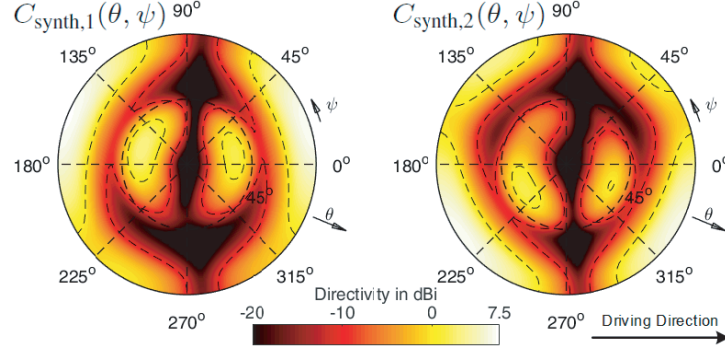 C_synth,1(θ, ψ) 90° C_synth,2(θ, ψ) 90°
135° 45° 135° 45°
ψ ψ
180° 0° 180° 0°
45° 45°
θ θ
225° 315° 225° 315°
270° Directivity in dBi 270° Driving Direction
-20 -10 0 7.5